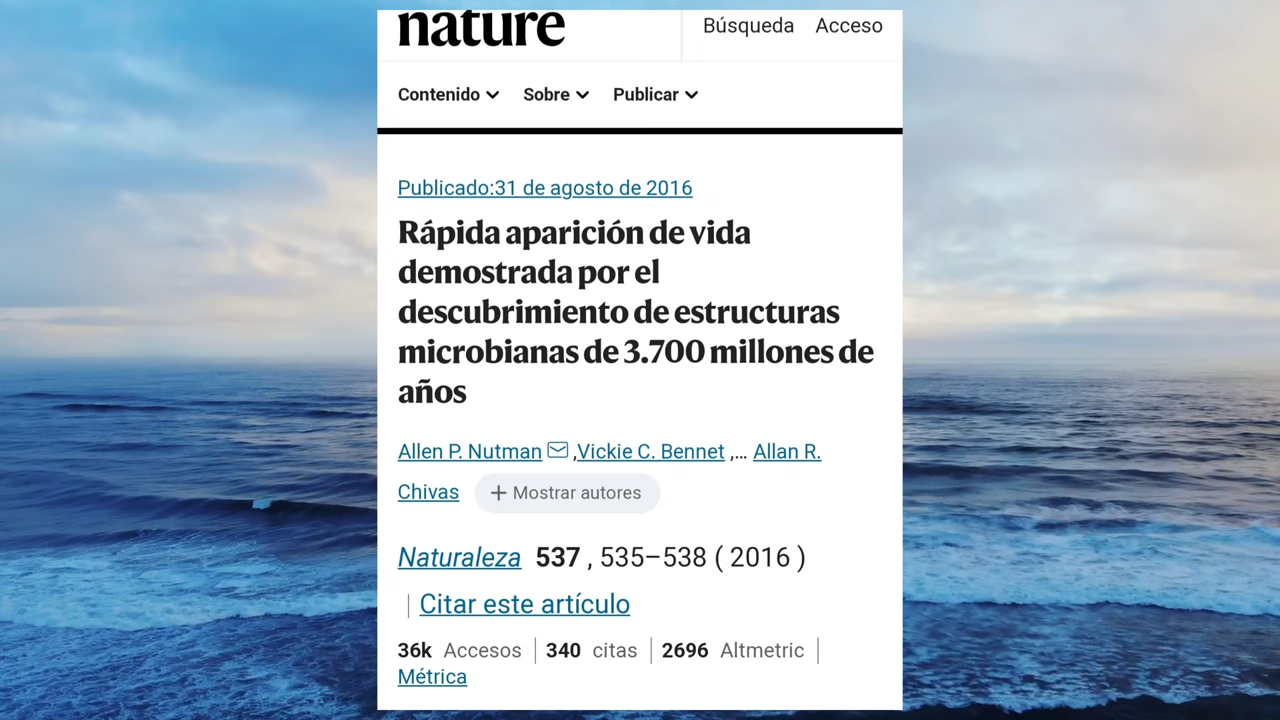 nature
Búsqueda Acceso
Contenido Sobre Publicar
Publicado:31 de agosto de 2016
Rápida aparición de vida
demostrada por el
descubrimiento de estructuras
microbianas de 3.700 millones de
años
Allen P. Nutman ,Vickie C. Bennet ,... Allan R.
Chivas + Mostrar autores
Naturaleza 537 , 535–538 ( 2016 )
| Citar este artículo
36k Accesos | 340 citas | 2696 Altmetric |
Métrica